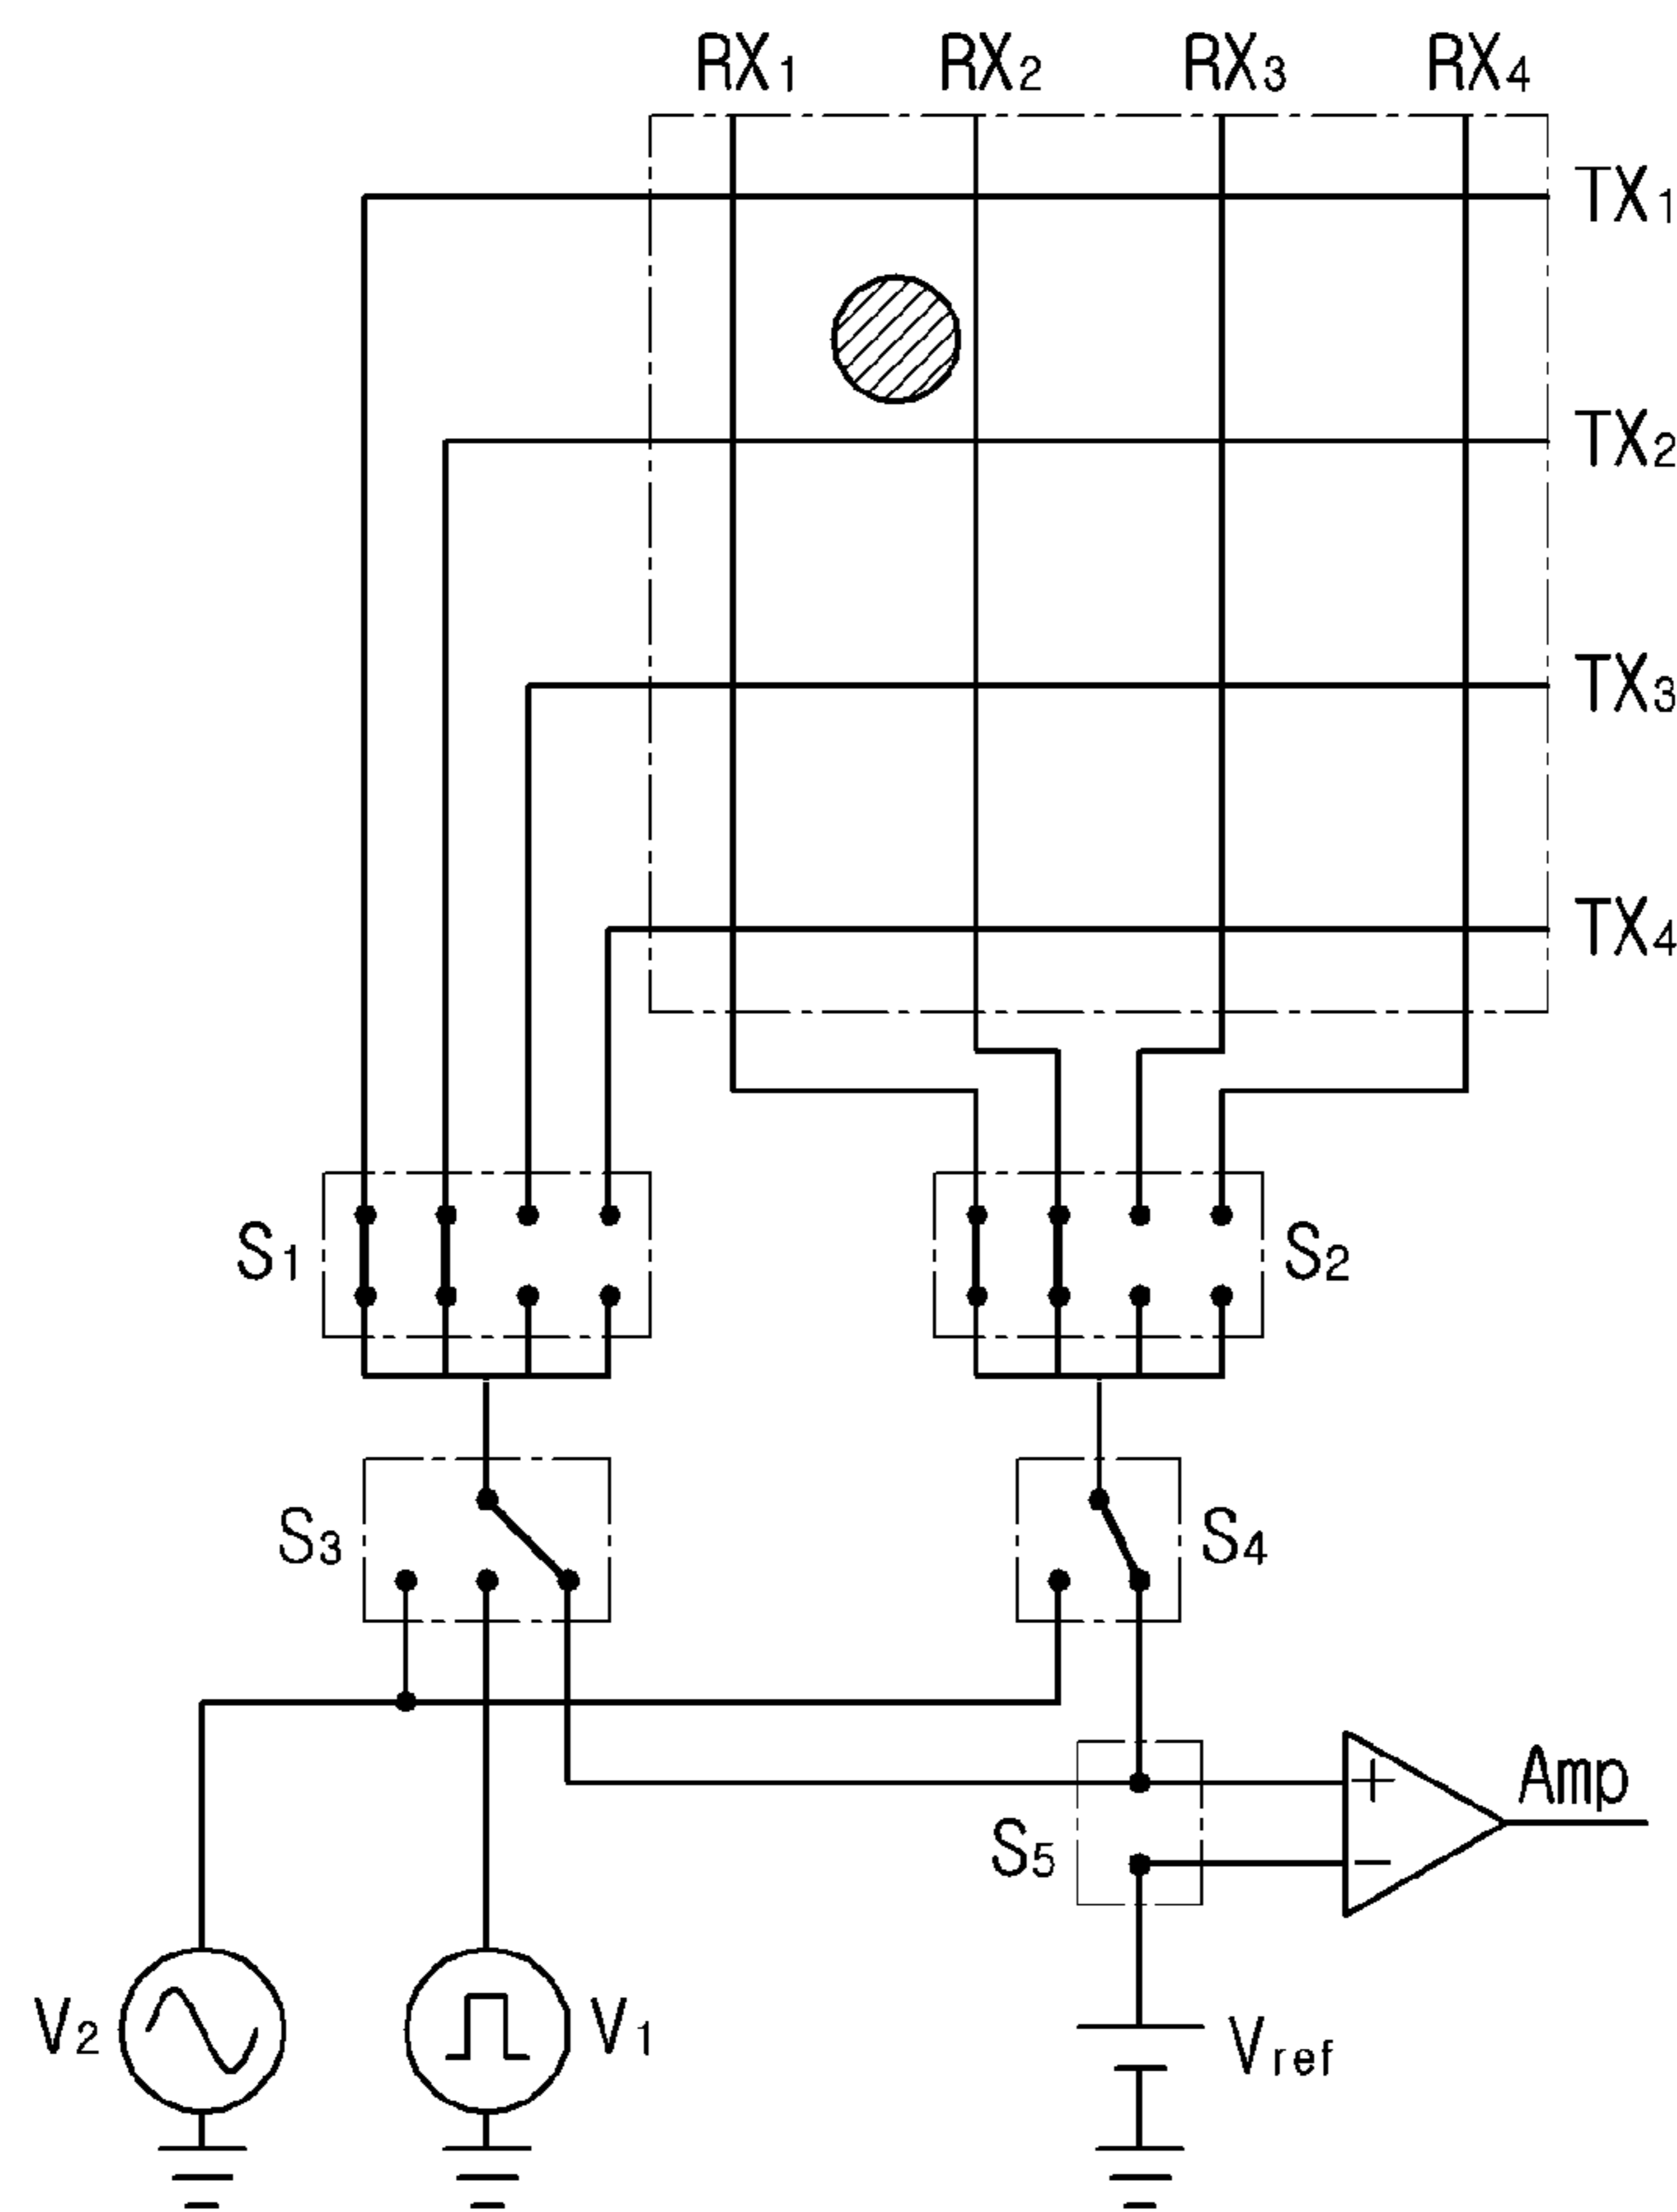 RX1 RX2 RX3 RX4
TX1
TX2
TX3
TX4
S1 S2
S3 S4
+ Amp
S5 −
V2 V1 Vref